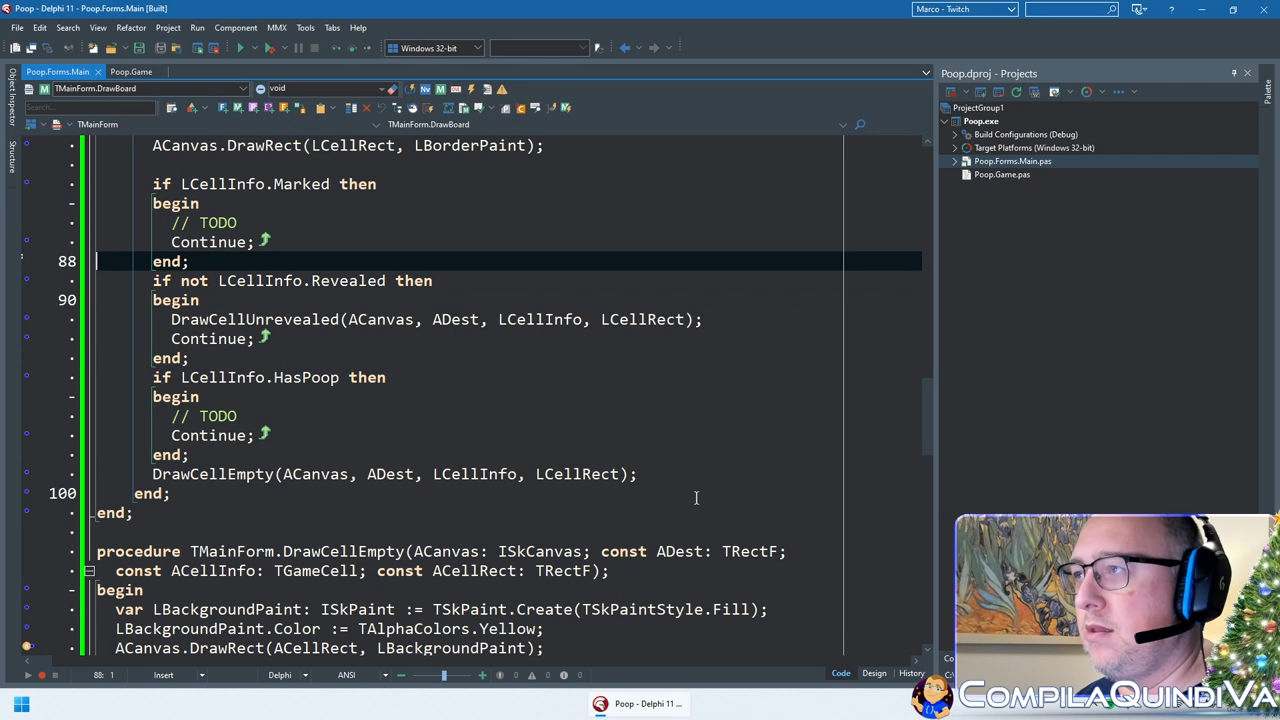 Poop - Delphi 11 - Poop.Forms.Main [Built]
Marco - Twitch
File Edit Search View Refactor Project Run Component MMX Tools Tabs Help
Windows 32-bit
Poop.Forms.Main Poop.Game
Poop.dproj - Projects
TMainForm.DrawBoard void
Search...
TMainForm TMainForm.DrawBoard
ProjectGroup1
Poop.exe
Build Configurations (Debug)
Target Platforms (Windows 32-bit)
Poop.Forms.Main.pas
Poop.Game.pas
Object Inspector
Structure
Palette
ACanvas.DrawRect(LCellRect, LBorderPaint);
if LCellInfo.Marked then
begin
// TODO
Continue;
88 end;
if not LCellInfo.Revealed then
90 begin
DrawCellUnrevealed(ACanvas, ADest, LCellInfo, LCellRect);
Continue;
end;
if LCellInfo.HasPoop then
begin
// TODO
Continue;
end;
DrawCellEmpty(ACanvas, ADest, LCellInfo, LCellRect);
100 end;
end;
procedure TMainForm.DrawCellEmpty(ACanvas: ISkCanvas; const ADest: TRectF;
const ACellInfo: TGameCell; const ACellRect: TRectF);
begin
var LBackgroundPaint: ISkPaint := TSkPaint.Create(TSkPaintStyle.Fill);
LBackgroundPaint.Color := TAlphaColors.Yellow;
ACanvas.DrawRect(ACellRect, LBackgroundPaint);
88: 1 Insert Delphi ANSI 0 0 0
Code Design History
Poop - Delphi 11 ...
COMPILAQUINDIVA